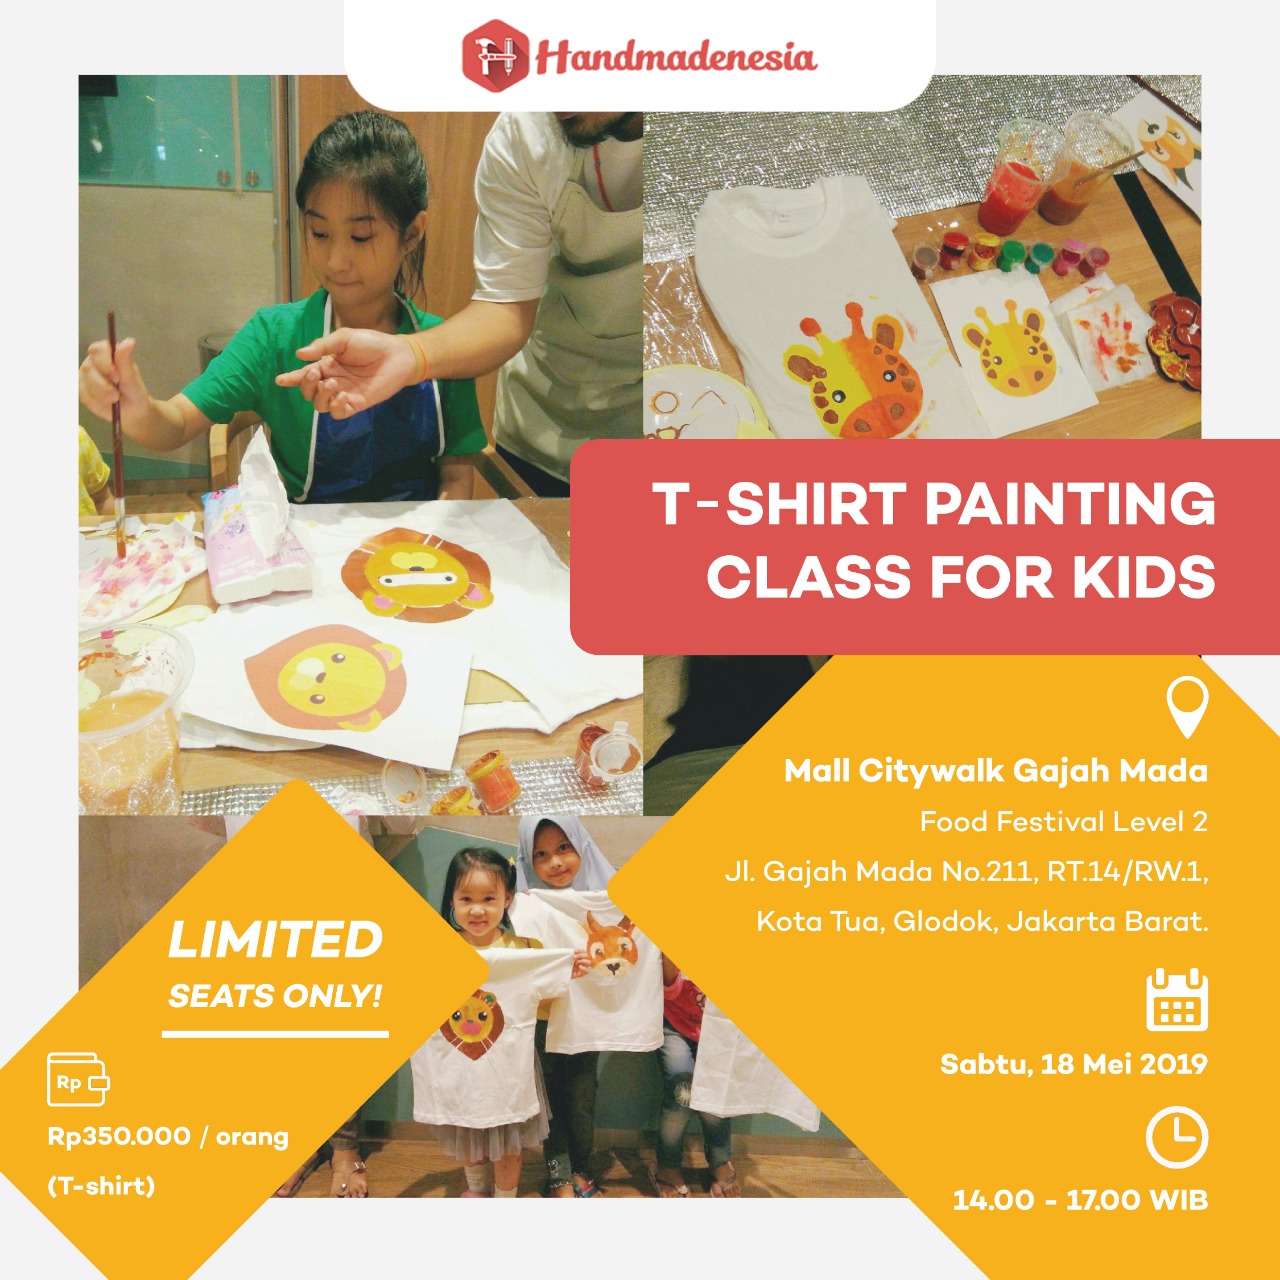 Handmadenesia
T-SHIRT PAINTING
CLASS FOR KIDS
Mall Citywalk Gajah Mada
Food Festival Level 2
Jl. Gajah Mada No.211, RT.14/RW.1,
Kota Tua, Glodok, Jakarta Barat.
Sabtu, 18 Mei 2019
14.00 - 17.00 WIB
LIMITED
SEATS ONLY!
Rp
Rp350.000 / orang
(T-shirt)